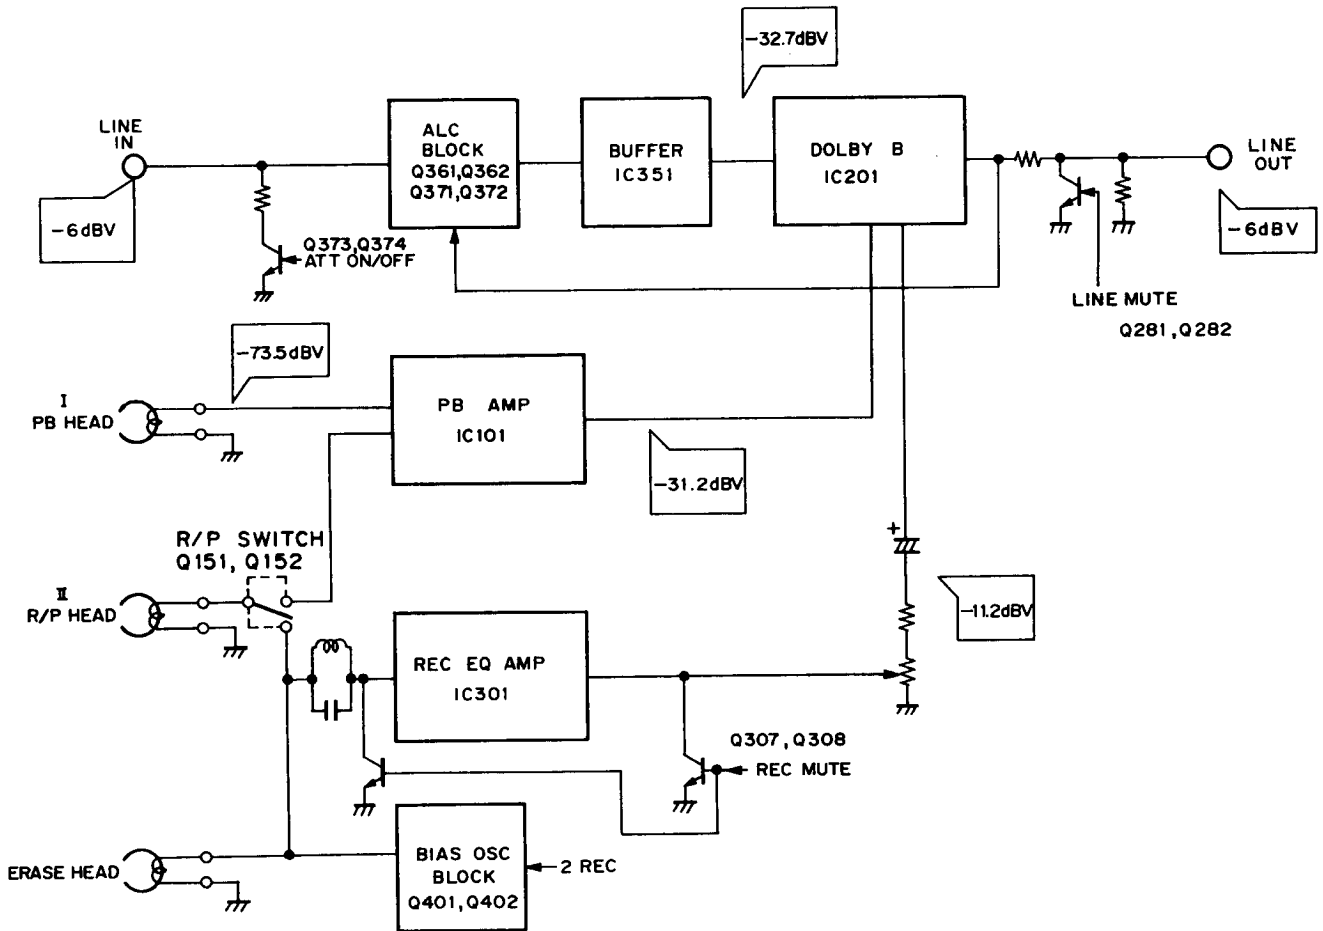 -32.7dBV
LINE
IN
-6dBV
ALC
BLOCK
Q361,Q362
Q371,Q372
BUFFER
IC351
DOLBY B
IC201
LINE
OUT
-6dBV
Q373,Q374
ATT ON/OFF
LINE MUTE
Q281,Q282
-73.5dBV
I
PB HEAD
PB AMP
IC101
-31.2dBV
R/P SWITCH
Q151, Q152
+
II
R/P HEAD
REC EQ AMP
IC301
-11.2dBV
Q307, Q308
REC MUTE
ERASE HEAD
BIAS OSC
BLOCK
Q401,Q402
2 REC